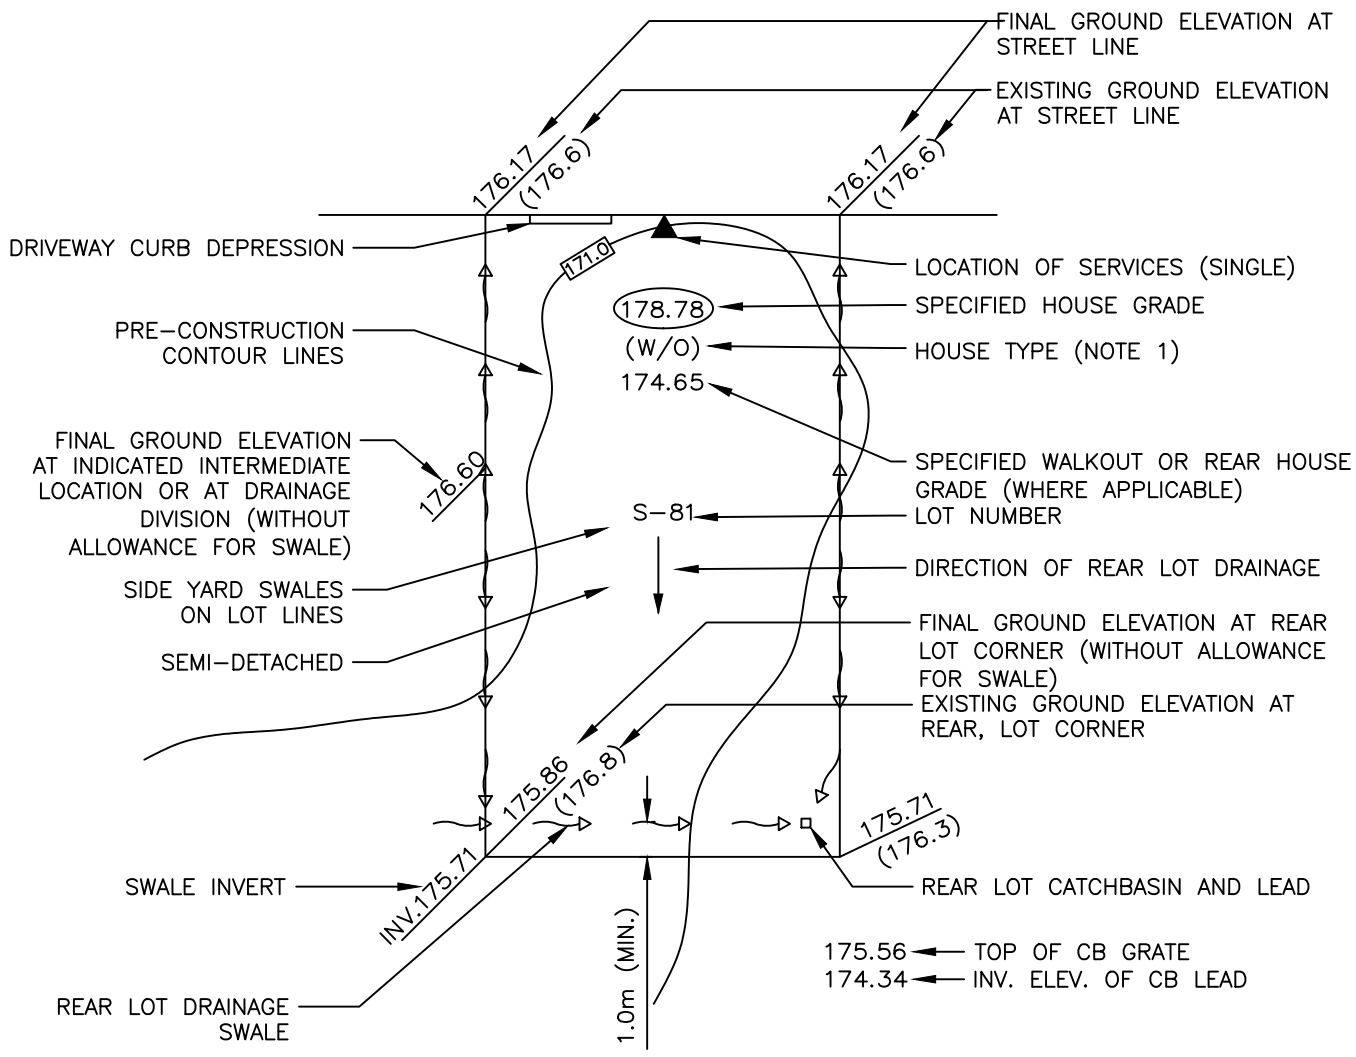 FINAL GROUND ELEVATION AT
STREET LINE
EXISTING GROUND ELEVATION
AT STREET LINE
176.17
(176.6)
176.17
(176.6)
DRIVEWAY CURB DEPRESSION
171.0
LOCATION OF SERVICES (SINGLE)
178.78
SPECIFIED HOUSE GRADE
PRE-CONSTRUCTION
CONTOUR LINES
(W/O)
HOUSE TYPE (NOTE 1)
174.65
FINAL GROUND ELEVATION
AT INDICATED INTERMEDIATE
LOCATION OR AT DRAINAGE
DIVISION (WITHOUT
ALLOWANCE FOR SWALE)
176.60
SPECIFIED WALKOUT OR REAR HOUSE
GRADE (WHERE APPLICABLE)
S-81
LOT NUMBER
DIRECTION OF REAR LOT DRAINAGE
SIDE YARD SWALES
ON LOT LINES
SEMI-DETACHED
FINAL GROUND ELEVATION AT REAR
LOT CORNER (WITHOUT ALLOWANCE
FOR SWALE)
EXISTING GROUND ELEVATION AT
REAR, LOT CORNER
175.86
(176.8)
175.71
(176.3)
SWALE INVERT
INV.175.71
REAR LOT CATCHBASIN AND LEAD
1.0m (MIN.)
175.56
TOP OF CB GRATE
174.34
INV. ELEV. OF CB LEAD
REAR LOT DRAINAGE
SWALE